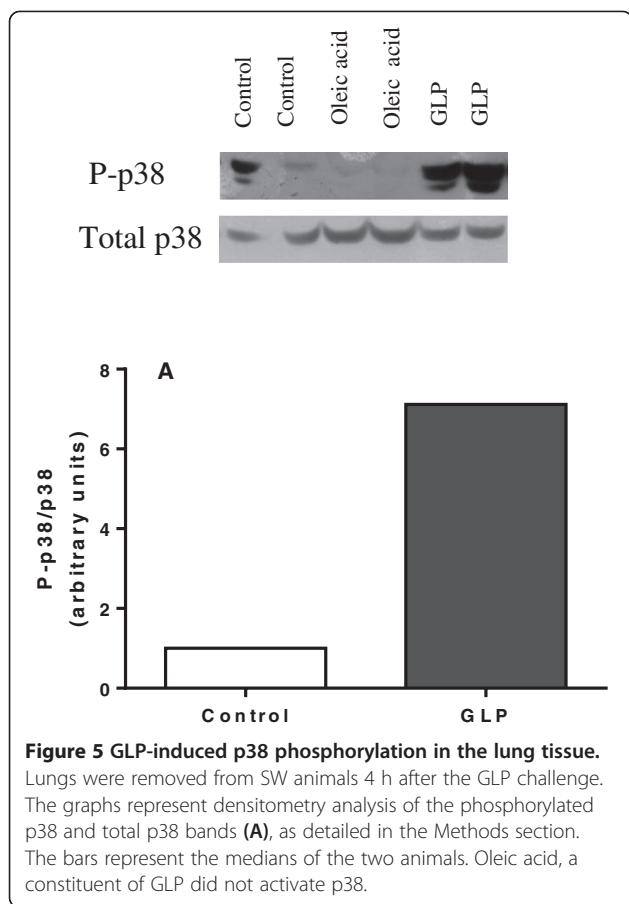 Control
Control
Oleic acid
Oleic acid
GLP
GLP
P-p38
Total p38
A
8
6
4
2
0
P-p38/p38
(arbitrary units)
Control
GLP
Figure 5 GLP-induced p38 phosphorylation in the lung tissue.
Lungs were removed from SW animals 4 h after the GLP challenge.
The graphs represent densitometry analysis of the phosphorylated
p38 and total p38 bands (A), as detailed in the Methods section.
The bars represent the medians of the two animals. Oleic acid, a
constituent of GLP did not activate p38.